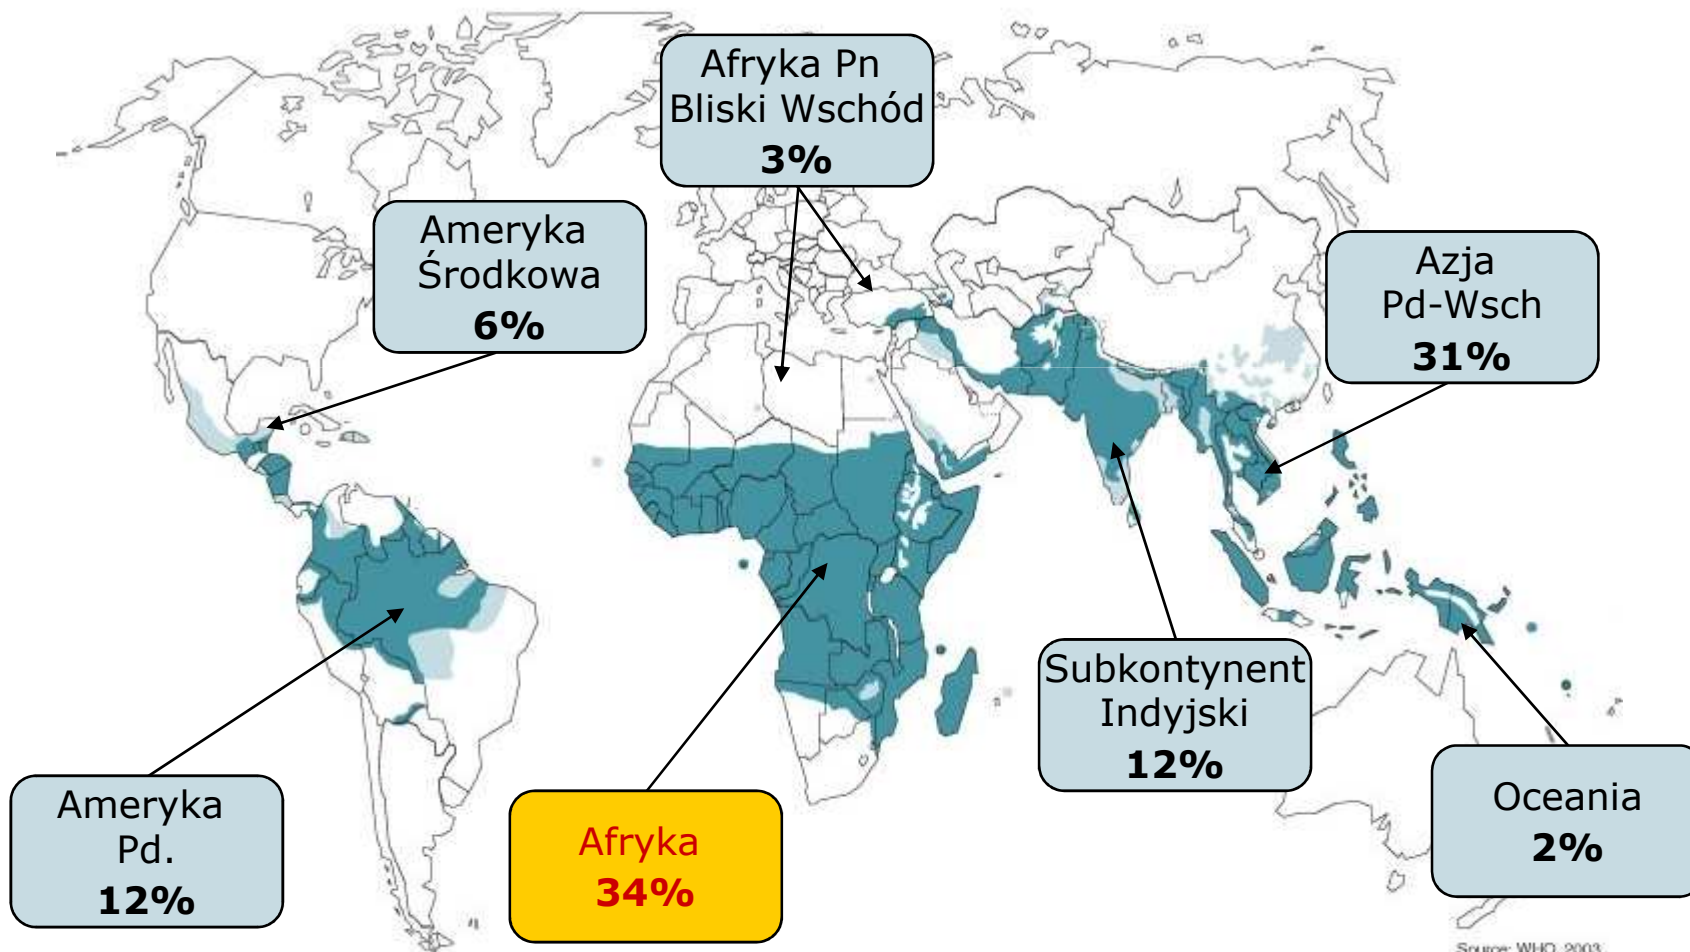 Afryka Pn
Bliski Wschód
3%
Ameryka
Środkowa
6%
Azja
Pd-Wsch
31%
Subkontynent
Indyjski
12%
Oceania
2%
Ameryka
Pd.
12%
Afryka
34%
Source: WHO, 2003